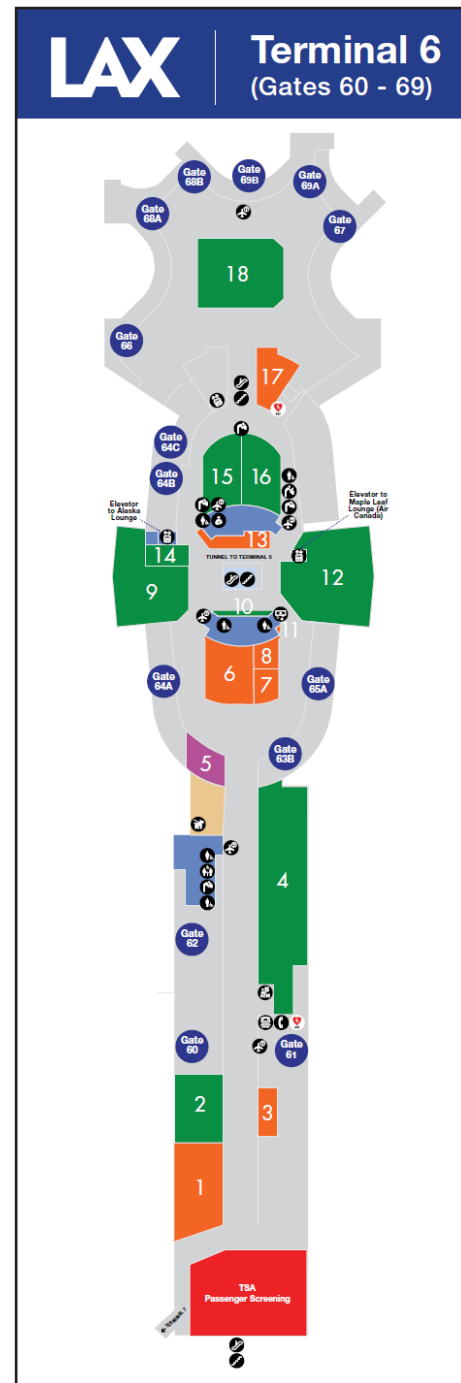 LAX
Terminal 6
(Gates 60 - 69)
Gate
68B
Gate
69B
Gate
69A
Gate
68A
Gate
67
18
Gate
66
17
Gate
64C
Gate
64B
15
16
Elevator
to Alaska
Lounge
Elevator to
Maple Leaf
Lounge (Air
Canada)
13
14
TUNNEL TO TERMINAL 5
9
12
10
11
6
8
7
Gate
64A
Gate
65A
5
Gate
63B
4
Gate
62
Gate
60
Gate
61
2
3
1
TSA
Passenger Screening
TERMINAL 7